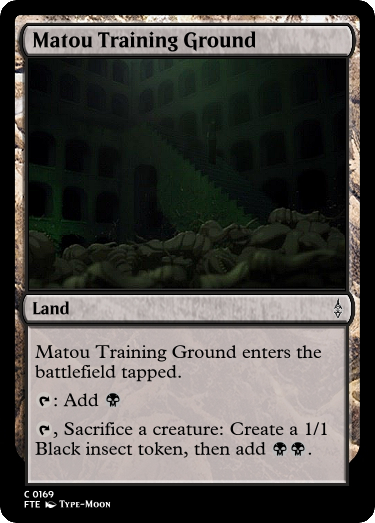 Matou Training Ground
Land
Matou Training Ground enters the
battlefield tapped.
: Add
, Sacrifice a creature: Create a 1/1
Black insect token, then add .
C 0169
FTE Type-Moon